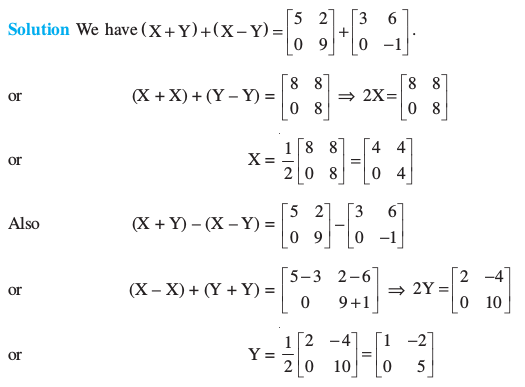 Solution We have (X + Y) + (X – Y) = [5 2; 0 9] + [3 6; 0 –1].
or (X + X) + (Y – Y) = [8 8; 0 8] ⇒ 2X = [8 8; 0 8]
or X = 1/2 [8 8; 0 8] = [4 4; 0 4]
Also (X + Y) – (X – Y) = [5 2; 0 9] – [3 6; 0 –1]
or (X – X) + (Y + Y) = [5–3 2–6; 0 9+1] ⇒ 2Y = [2 –4; 0 10]
or Y = 1/2 [2 –4; 0 10] = [1 –2; 0 5]